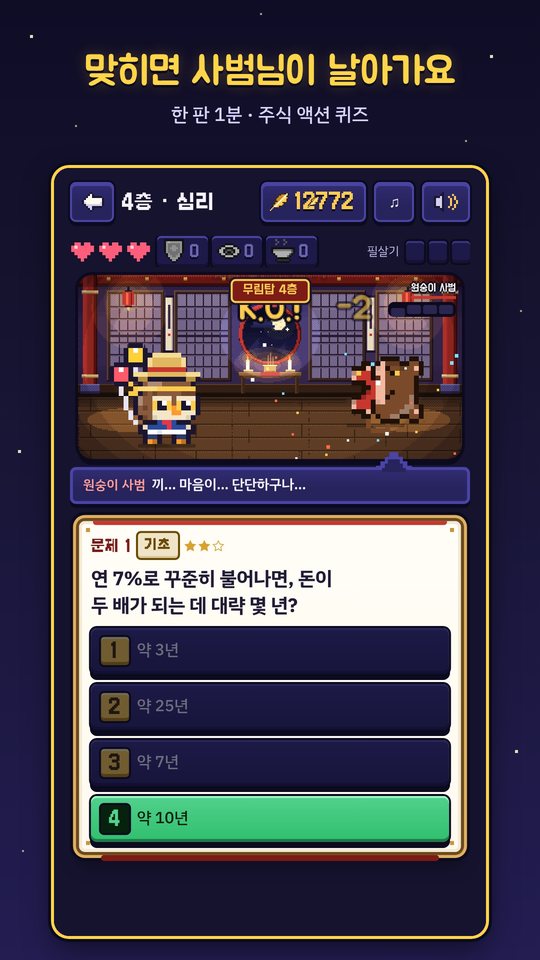 맞히면 사범님이 날아가요
한 판 1분 · 주식 액션 퀴즈
4층 · 심리
12772
♫
0
0
0
필살기
무림탑 4층
원숭이 사범
K.O.!
-2
원숭이 사범 끼... 마음이... 단단하구나...
문제 1 기초 ★★☆
연 7%로 꾸준히 불어나면, 돈이
두 배가 되는 데 대략 몇 년?
1 약 3년
2 약 25년
3 약 7년
4 약 10년